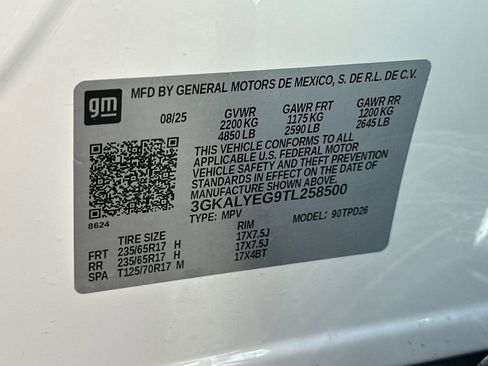 MFD BY GENERAL MOTORS DE MEXICO, S. DE R.L. DE C.V.
gm
08/25 GVWR GAWR FRT GAWR RR
2200 KG 1175 KG 1200 KG
4850 LB 2590 LB 2645 LB
THIS VEHICLE CONFORMS TO ALL
APPLICABLE U.S. FEDERAL MOTOR
VEHICLE SAFETY AND THEFT PREVENTION
STANDARDS IN EFFECT ON THE DATE OF
MANUFACTURE SHOWN ABOVE.
3GKALYEG9TL258500
8624 TYPE: MPV MODEL: 90TPD26
TIRE SIZE RIM
FRT 235/65R17 H 17X7.5J
RR 235/65R17 H 17X7.5J
SPA T125/70R17 M 17X4BT